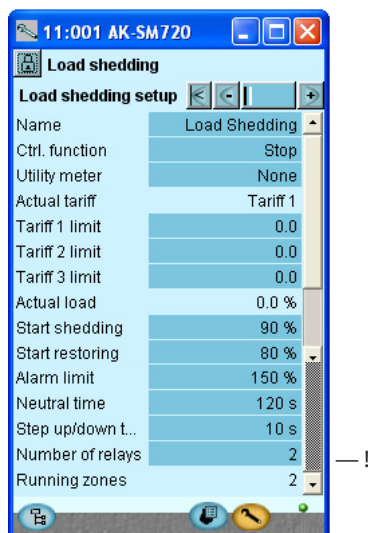 11:001 AK-SM720
Load shedding
Load shedding setup
Name Load Shedding
Ctrl. function Stop
Utility meter None
Actual tariff Tariff 1
Tariff 1 limit 0.0
Tariff 2 limit 0.0
Tariff 3 limit 0.0
Actual load 0.0 %
Start shedding 90 %
Start restoring 80 %
Alarm limit 150 %
Neutral time 120 s
Step up/down t... 10 s
Number of relays 2 — !
Running zones 2